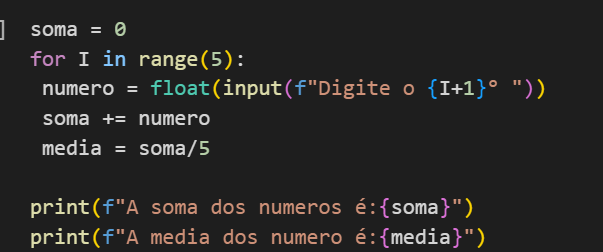 ]
soma = 0
for I in range(5):
 numero = float(input(f"Digite o {I+1}° "))
 soma += numero
 media = soma/5

print(f"A soma dos numeros é:{soma}")
print(f"A media dos numero é:{media}")